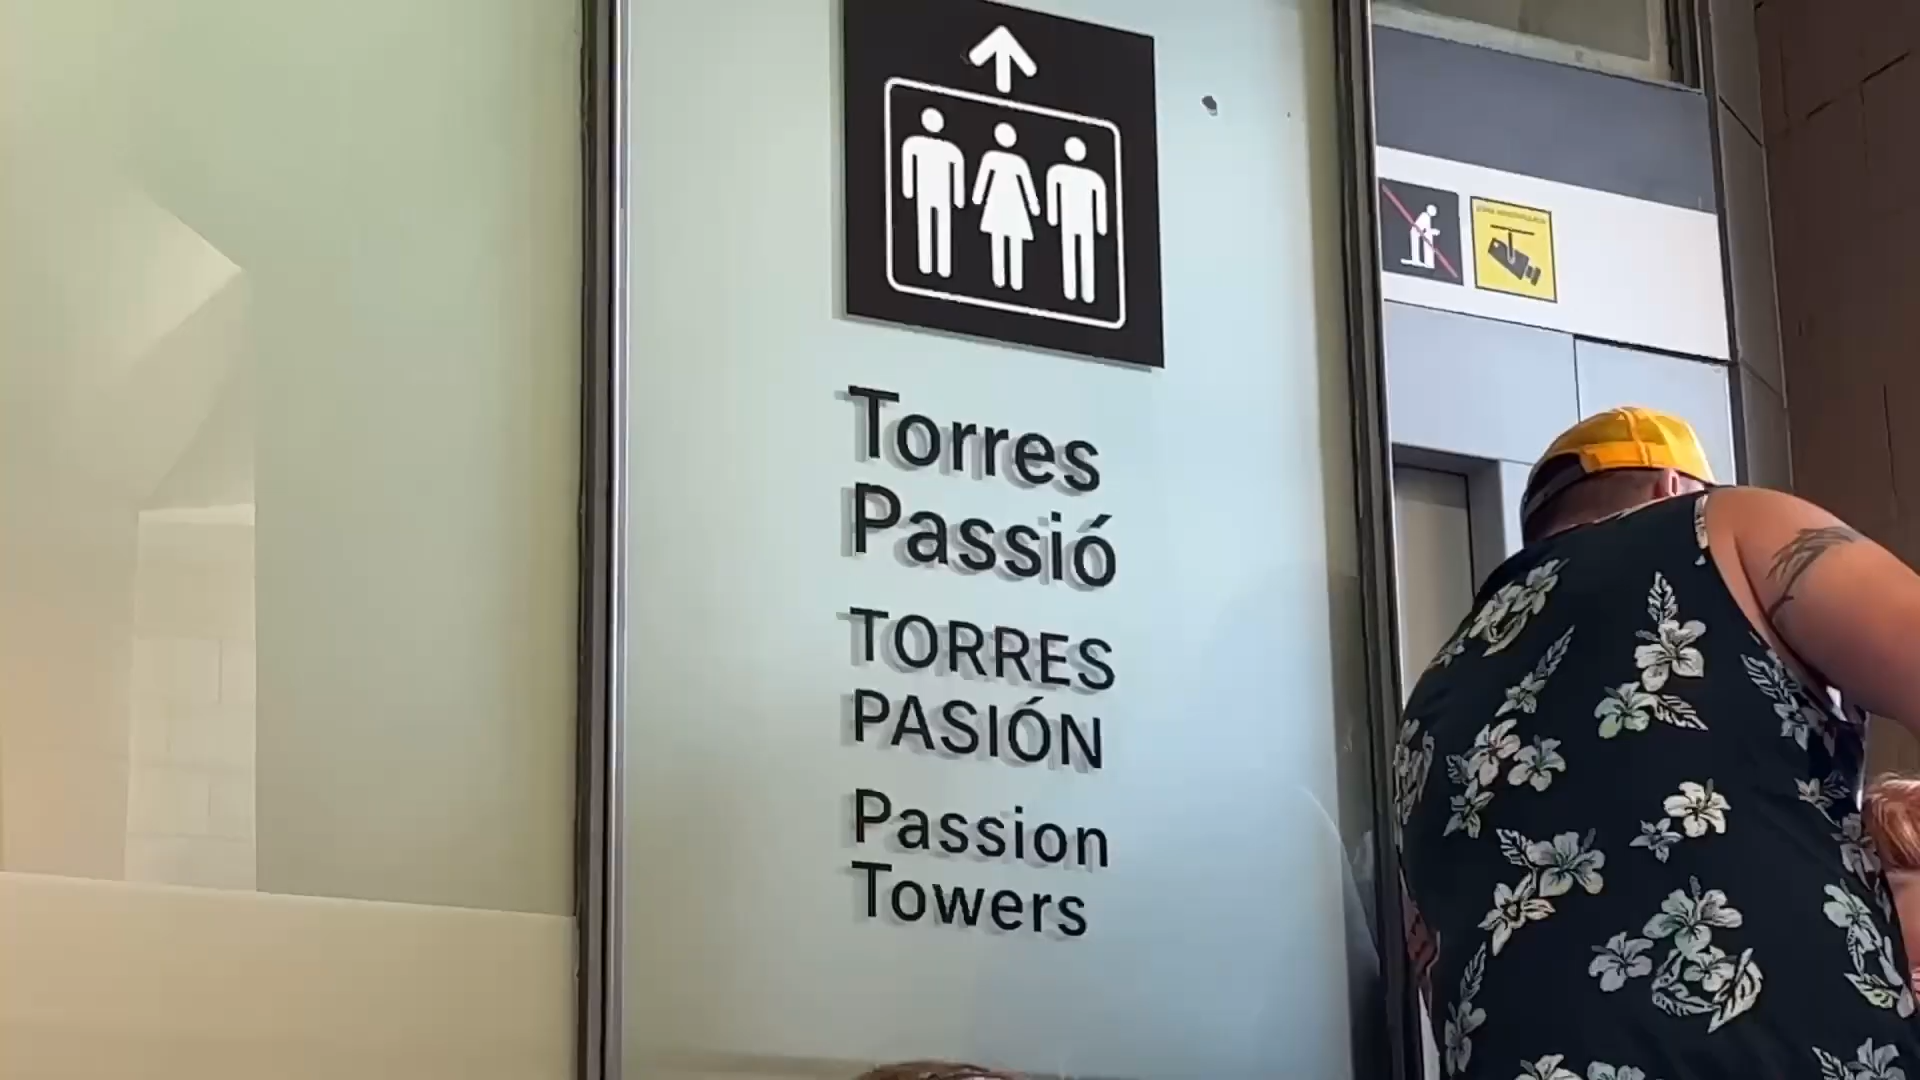 Torres
Passió
TORRES
PASIÓN
Passion
Towers